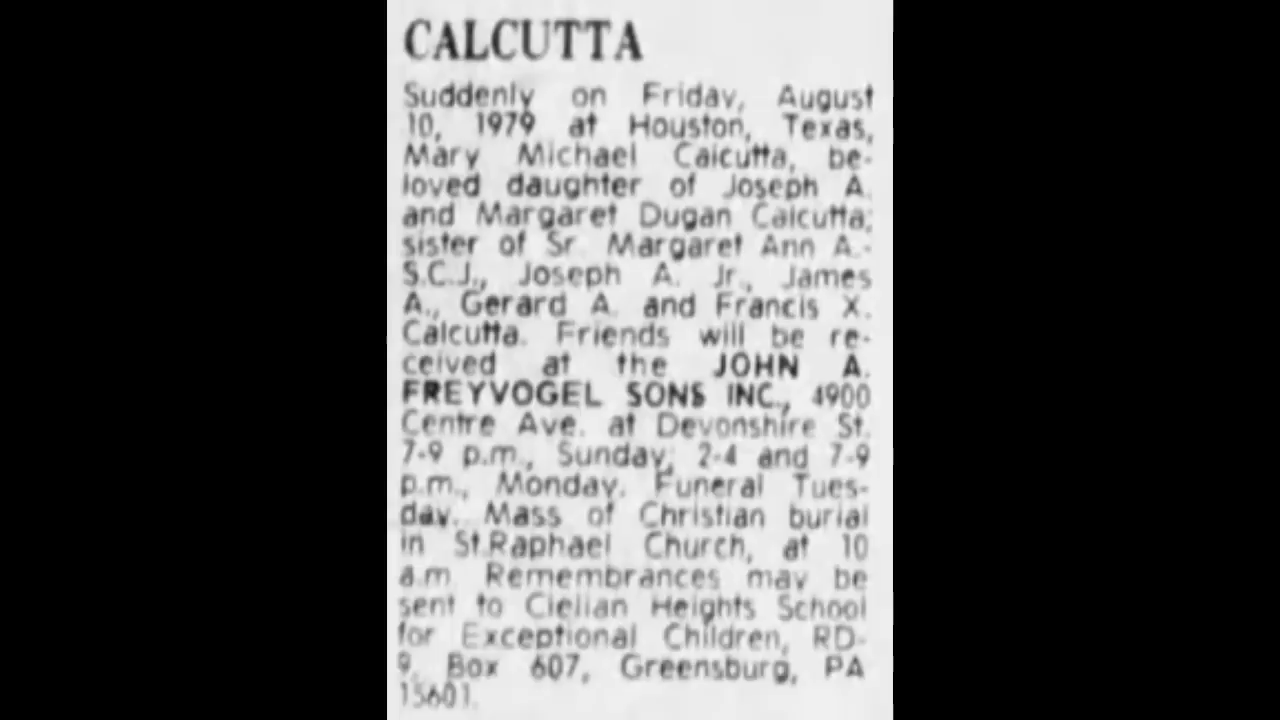 CALCUTTA
Suddenly on Friday, August
10, 1979 at Houston, Texas,
Mary Michael Calcutta, be-
loved daughter of Joseph A.
and Margaret Dugan Calcutta;
sister of Sr. Margaret Ann A.-
S.C.J., Joseph A. Jr., James
A., Gerard A. and Francis X.
Calcutta. Friends will be re-
ceived at the JOHN A.
FREYVOGEL SONS INC., 4900
Centre Ave. at Devonshire St.
7-9 p.m., Sunday, 2-4 and 7-9
p.m., Monday. Funeral Tues-
day. Mass of Christian burial
in St.Raphael Church, at 10
a.m. Remembrances may be
sent to Clelian Heights School
for Exceptional Children, RD-
9, Box 607, Greensburg, PA
15601.